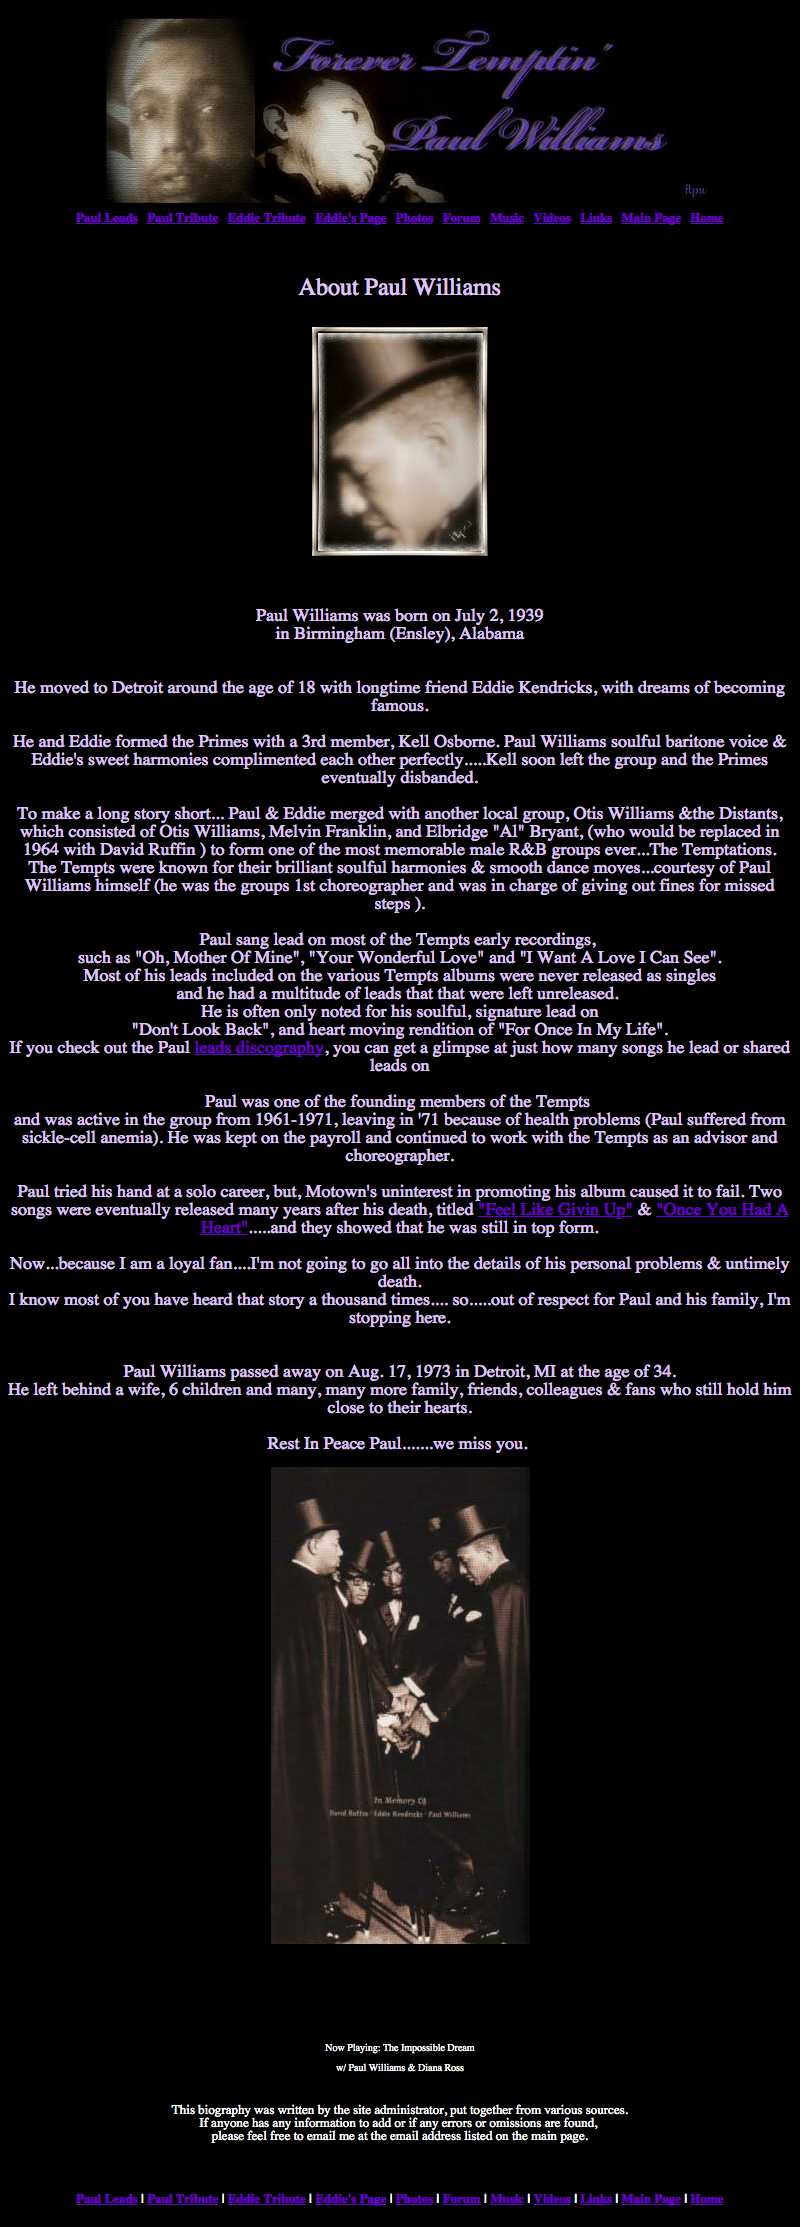 Forever Temptin'
Paul Williams
Apu
Paul Leads Paul Tribute Eddie Tribute Eddie's Page Photos Forum Music Videos Links Main Page Home
About Paul Williams
Paul Williams was born on July 2, 1939
in Birmingham (Ensley), Alabama
He moved to Detroit around the age of 18 with longtime friend Eddie Kendricks, with dreams of becoming
famous.
He and Eddie formed the Primes with a 3rd member, Kell Osborne. Paul Williams soulful baritone voice &
Eddie's sweet harmonies complimented each other perfectly.....Kell soon left the group and the Primes
eventually disbanded.
To make a long story short... Paul & Eddie merged with another local group, Otis Williams &the Distants,
which consisted of Otis Williams, Melvin Franklin, and Elbridge "Al" Bryant, (who would be replaced in
1964 with David Ruffin ) to form one of the most memorable male R&B groups ever...The Temptations.
The Tempts were known for their brilliant soulful harmonies & smooth dance moves...courtesy of Paul
Williams himself (he was the groups 1st choreographer and was in charge of giving out fines for missed
steps ).
Paul sang lead on most of the Tempts early recordings,
such as "Oh, Mother Of Mine", "Your Wonderful Love" and "I Want A Love I Can See".
Most of his leads included on the various Tempts albums were never released as singles
and he had a multitude of leads that that were left unreleased.
He is often only noted for his soulful, signature lead on
"Don't Look Back", and heart moving rendition of "For Once In My Life".
If you check out the Paul leads discography, you can get a glimpse at just how many songs he lead or shared
leads on
Paul was one of the founding members of the Tempts
and was active in the group from 1961-1971, leaving in '71 because of health problems (Paul suffered from
sickle-cell anemia). He was kept on the payroll and continued to work with the Tempts as an advisor and
choreographer.
Paul tried his hand at a solo career, but, Motown's uninterest in promoting his album caused it to fail. Two
songs were eventually released many years after his death, titled "Feel Like Givin Up" & "Once You Had A
Heart".....and they showed that he was still in top form.
Now...because I am a loyal fan....I'm not going to go all into the details of his personal problems & untimely
death.
I know most of you have heard that story a thousand times.... so.....out of respect for Paul and his family, I'm
stopping here.
Paul Williams passed away on Aug. 17, 1973 in Detroit, MI at the age of 34.
He left behind a wife, 6 children and many, many more family, friends, colleagues & fans who still hold him
close to their hearts.
Rest In Peace Paul.......we miss you.
In Memory Of
David Ruffin · Eddie Kendricks · Paul Williams
Now Playing: The Impossible Dream
w/ Paul Williams & Diana Ross
This biography was written by the site administrator, put together from various sources.
If anyone has any information to add or if any errors or omissions are found,
please feel free to email me at the email address listed on the main page.
Paul Leads | Paul Tribute | Eddie Tribute | Eddie's Page | Photos | Forum | Music | Videos | Links | Main Page | Home